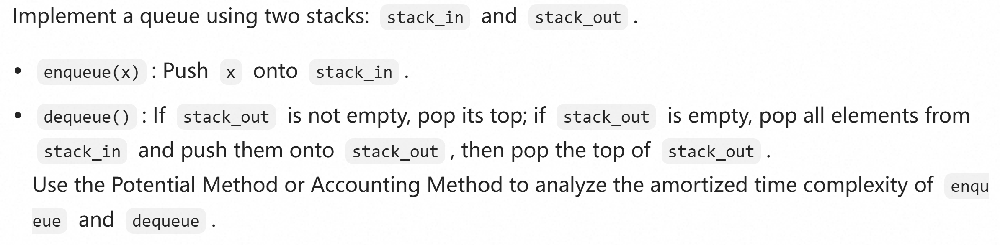 Implement a queue using two stacks: stack_in and stack_out .
• enqueue(x) : Push x onto stack_in .
• dequeue() : If stack_out is not empty, pop its top; if stack_out is empty, pop all elements from
stack_in and push them onto stack_out , then pop the top of stack_out .
Use the Potential Method or Accounting Method to analyze the amortized time complexity of enqu
eue and dequeue .